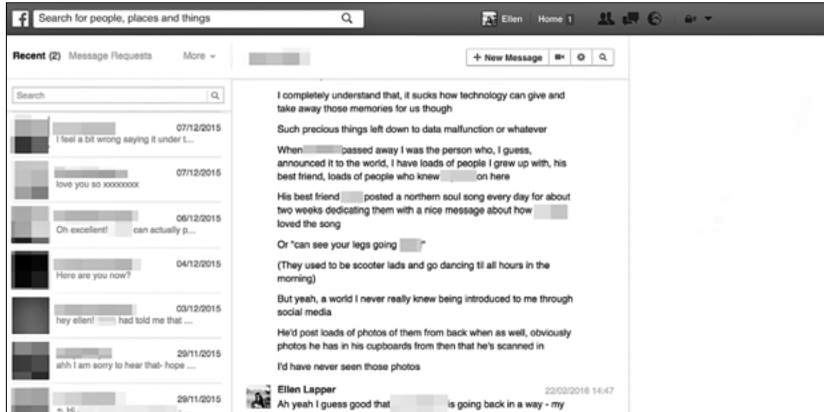 f Search for people, places and things
Ellen Home 1
Recent (2) Message Requests More
+ New Message
Search
07/12/2015
I feel a bit wrong saying it under t...
07/12/2015
love you so xxxxxxxx
06/12/2015
Oh excellent! can actually p...
04/12/2015
Here are you now?
03/12/2015
hey ellen! had told me that ...
29/11/2015
ahh I am sorry to hear that- hope ...
29/11/2015
I completely understand that, it sucks how technology can give and
take away those memories for us though
Such precious things left down to data malfunction or whatever
When passed away I was the person who, I guess,
announced it to the world, I have loads of people I grew up with, his
best friend, loads of people who knew on here
His best friend posted a northern soul song every day for about
two weeks dedicating them with a nice message about how
loved the song
Or "can see your legs going "
(They used to be scooter lads and go dancing til all hours in the
morning)
But yeah, a world I never really knew being introduced to me through
social media
He'd post loads of photos of them from back when as well, obviously
photos he has in his cupboards from then that he's scanned in
I'd have never seen those photos
Ellen Lapper 22/02/2016 14:47
Ah yeah I guess good that is going back in a way - my